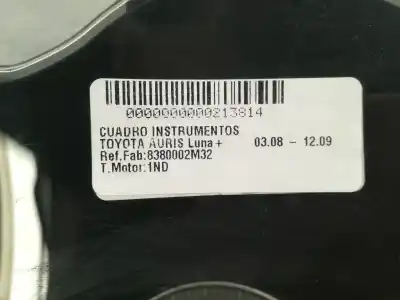 0000000000213814
CUADRO INSTRUMENTOS
TOYOTA AURIS Luna + 03.08 - 12.09
Ref.Fab:8380002M32
T.Motor:1ND